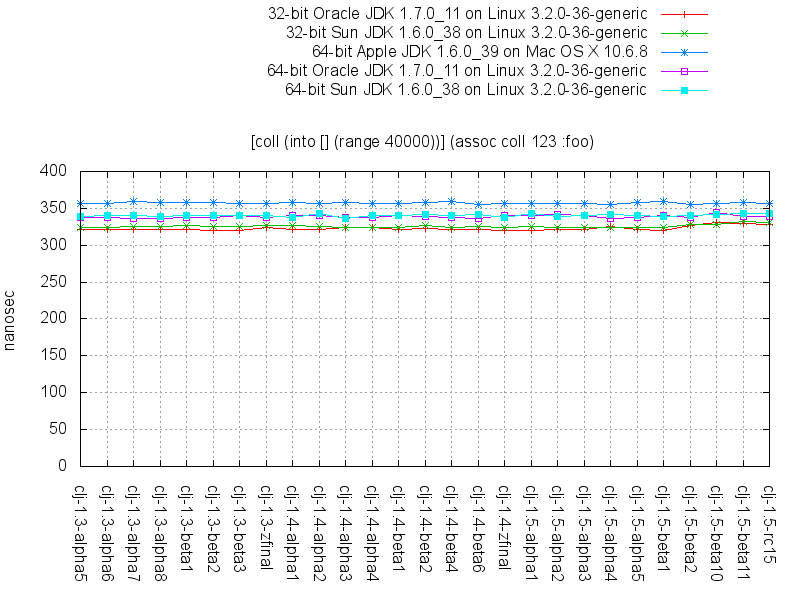 32-bit Oracle JDK 1.7.0_11 on Linux 3.2.0-36-generic
32-bit Sun JDK 1.6.0_38 on Linux 3.2.0-36-generic
64-bit Apple JDK 1.6.0_39 on Mac OS X 10.6.8
64-bit Oracle JDK 1.7.0_11 on Linux 3.2.0-36-generic
64-bit Sun JDK 1.6.0_38 on Linux 3.2.0-36-generic
[coll (into [] (range 40000))] (assoc coll 123 :foo)
400
350
300
250
200
150
100
50
0
nanosec
clj-1.3-alpha5
clj-1.3-alpha6
clj-1.3-alpha7
clj-1.3-alpha8
clj-1.3-beta1
clj-1.3-beta2
clj-1.3-beta3
clj-1.3-zfinal
clj-1.4-alpha1
clj-1.4-alpha2
clj-1.4-alpha3
clj-1.4-alpha4
clj-1.4-beta1
clj-1.4-beta2
clj-1.4-beta4
clj-1.4-beta6
clj-1.4-zfinal
clj-1.5-alpha1
clj-1.5-alpha2
clj-1.5-alpha3
clj-1.5-alpha4
clj-1.5-alpha5
clj-1.5-beta1
clj-1.5-beta2
clj-1.5-beta10
clj-1.5-beta11
clj-1.5-rc15